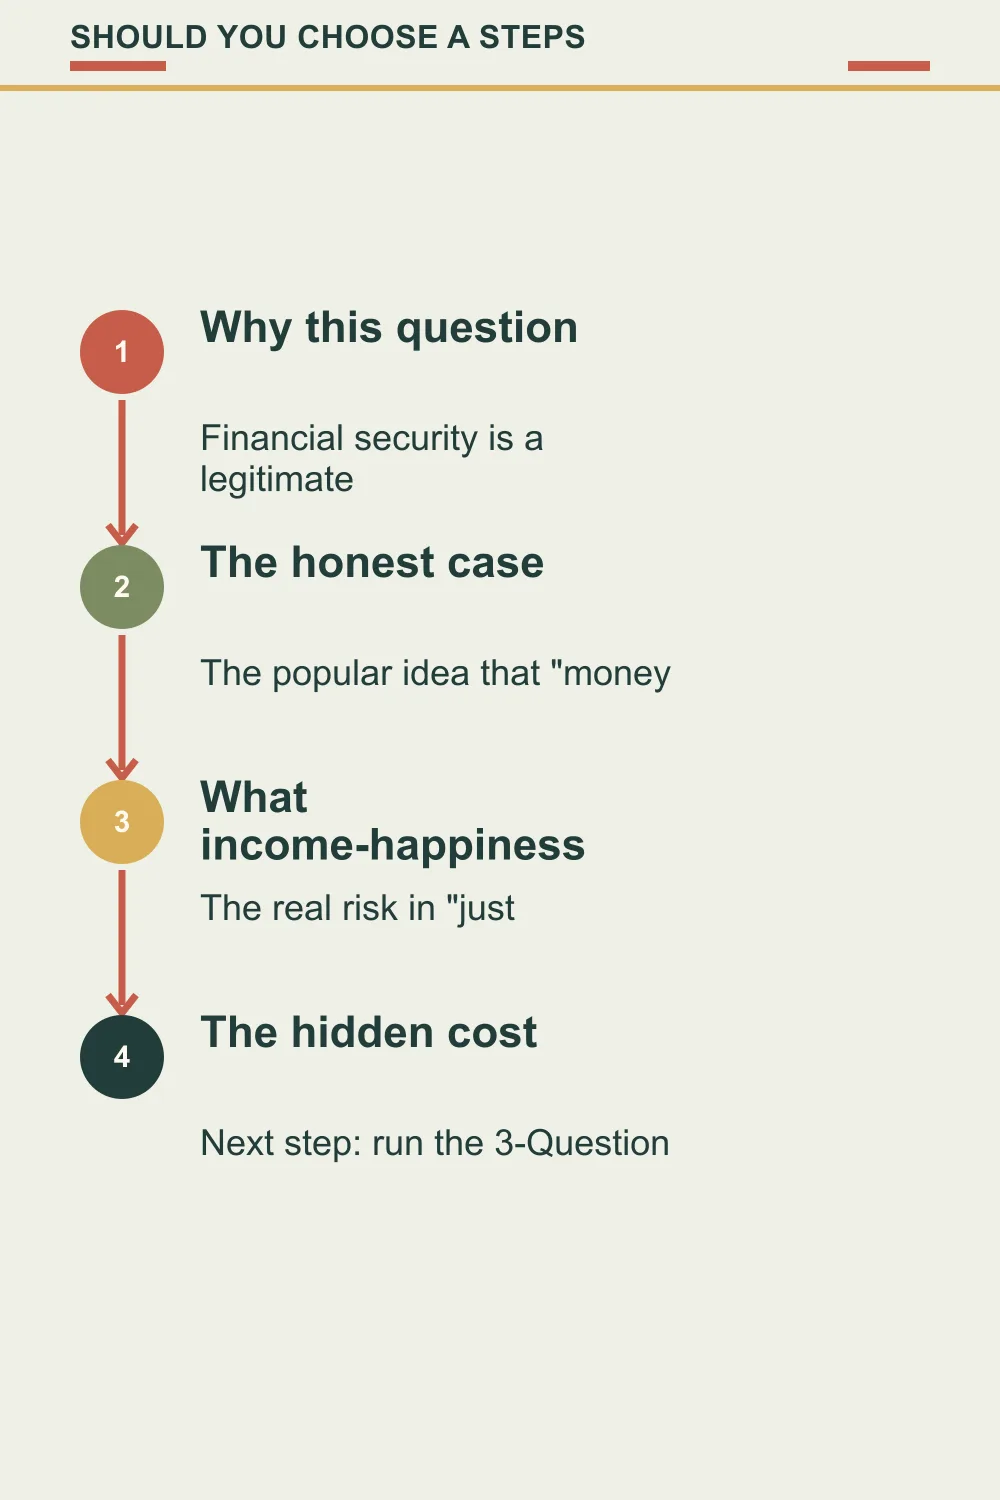 SHOULD YOU CHOOSE A STEPS
1
Why this question
Financial security is a
legitimate
2
The honest case
The popular idea that "money
3
What
income-happiness
The real risk in "just
4
The hidden cost
Next step: run the 3-Question